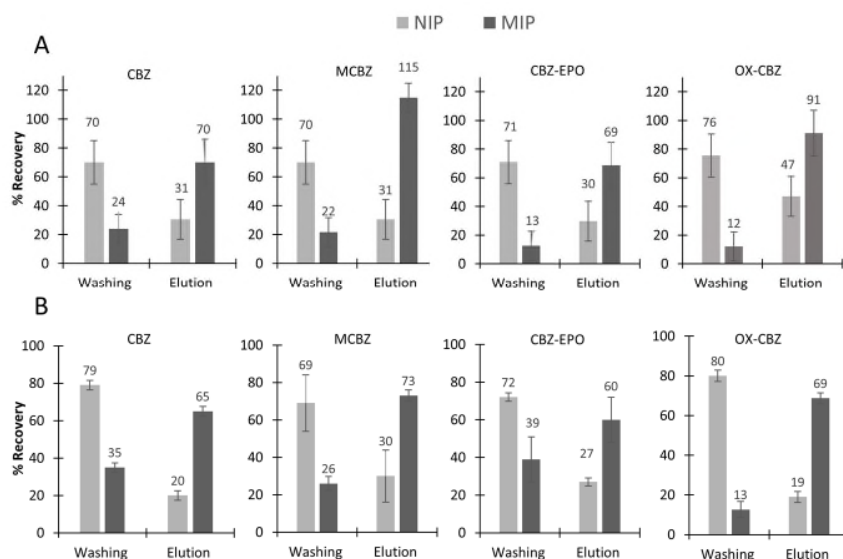 NIP MIP
A
CBZ MCBZ CBZ-EPO OX-CBZ
% Recovery
120 120 120 120
100 100 100 100
80 80 80 80
60 60 60 60
40 40 40 40
20 20 20 20
0 0 0 0
70 24 31 70
70 22 31 115
71 13 30 69
76 12 47 91
Washing Elution Washing Elution Washing Elution Washing Elution
B
CBZ MCBZ CBZ-EPO OX-CBZ
% Recovery
100 100 100 100
80 80 80 80
60 60 60 60
40 40 40 40
20 20 20 20
0 0 0 0
79 35 20 65
69 26 30 73
72 39 27 60
80 13 19 69
Washing Elution Washing Elution Washing Elution Washing Elution